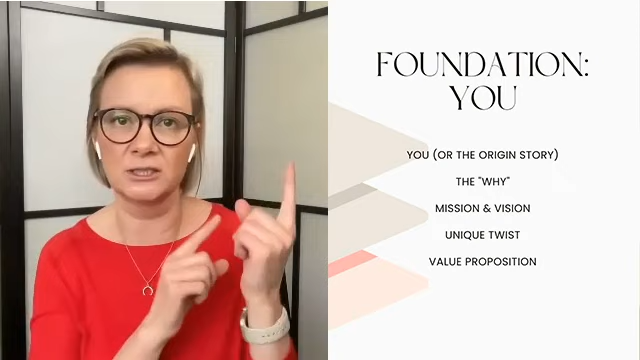 FOUNDATION:
YOU
YOU (OR THE ORIGIN STORY)
THE "WHY"
MISSION & VISION
UNIQUE TWIST
VALUE PROPOSITION